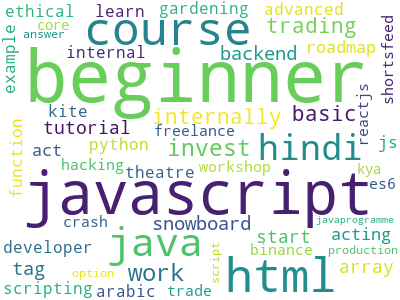 ethical learn gardening advanced
core course trading roadmap
answer internal backend
example beginner shortsfeed
kite internally basic reactjs
tutorial freelance
function act python invest hindi js
hacking theatre workshop kya es6
javascript
crash snowboard javaprogramme
developer java start acting
binance production
tag work html array
scripting option arabic trade script